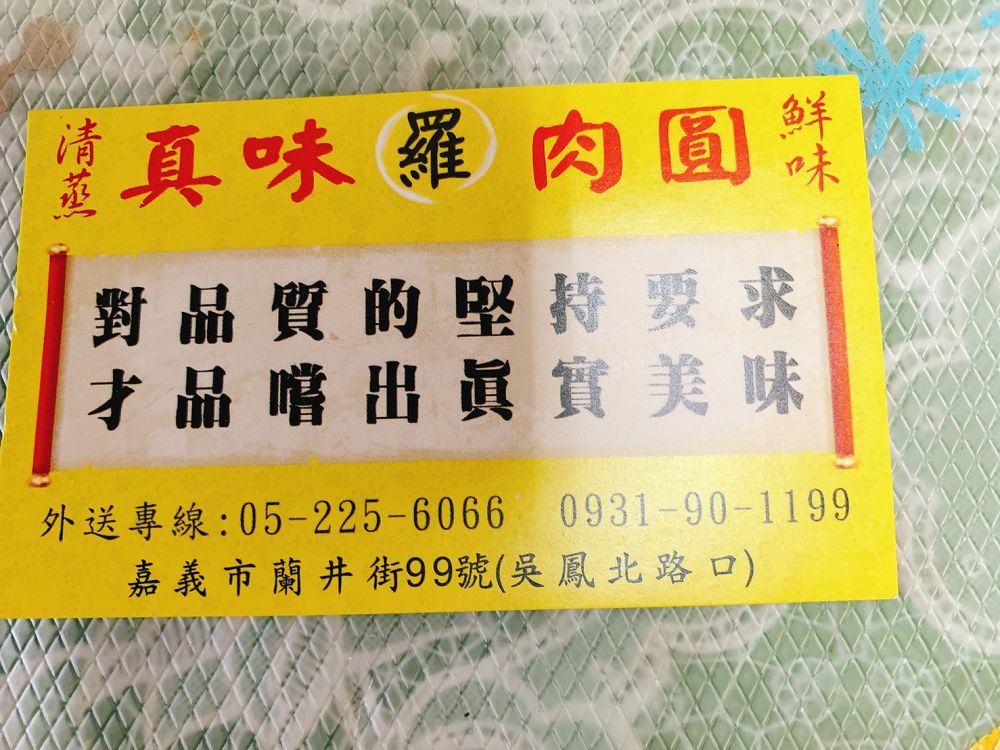 清蒸 真味 羅 肉圓 鮮味
對品質的堅持要求
才品嚐出真實美味
外送專線:05-225-6066 0931-90-1199
嘉義市蘭井街99號(吳鳳北路口)